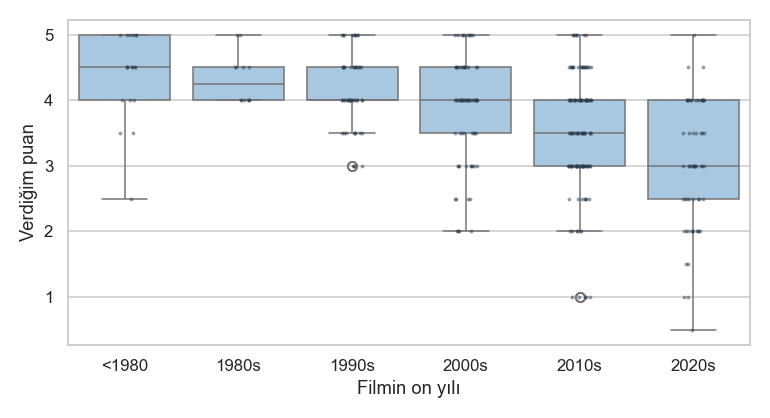 Verdiğim puan
5
4
3
2
1
<1980
1980s
1990s
2000s
2010s
2020s
Filmin on yılı